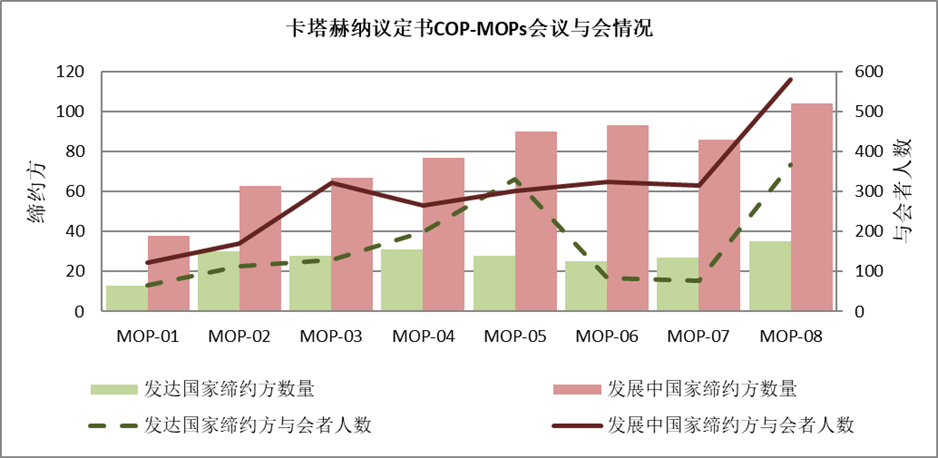 卡塔赫纳议定书COP-MOPs会议与会情况
缔约方
120
100
80
60
40
20
0
600
500
400
300
200
100
0
与会者人数
MOP-01 MOP-02 MOP-03 MOP-04 MOP-05 MOP-06 MOP-07 MOP-08
发达国家缔约方数量 发展中国家缔约方数量
发达国家缔约方与会者人数 发展中国家缔约方与会者人数